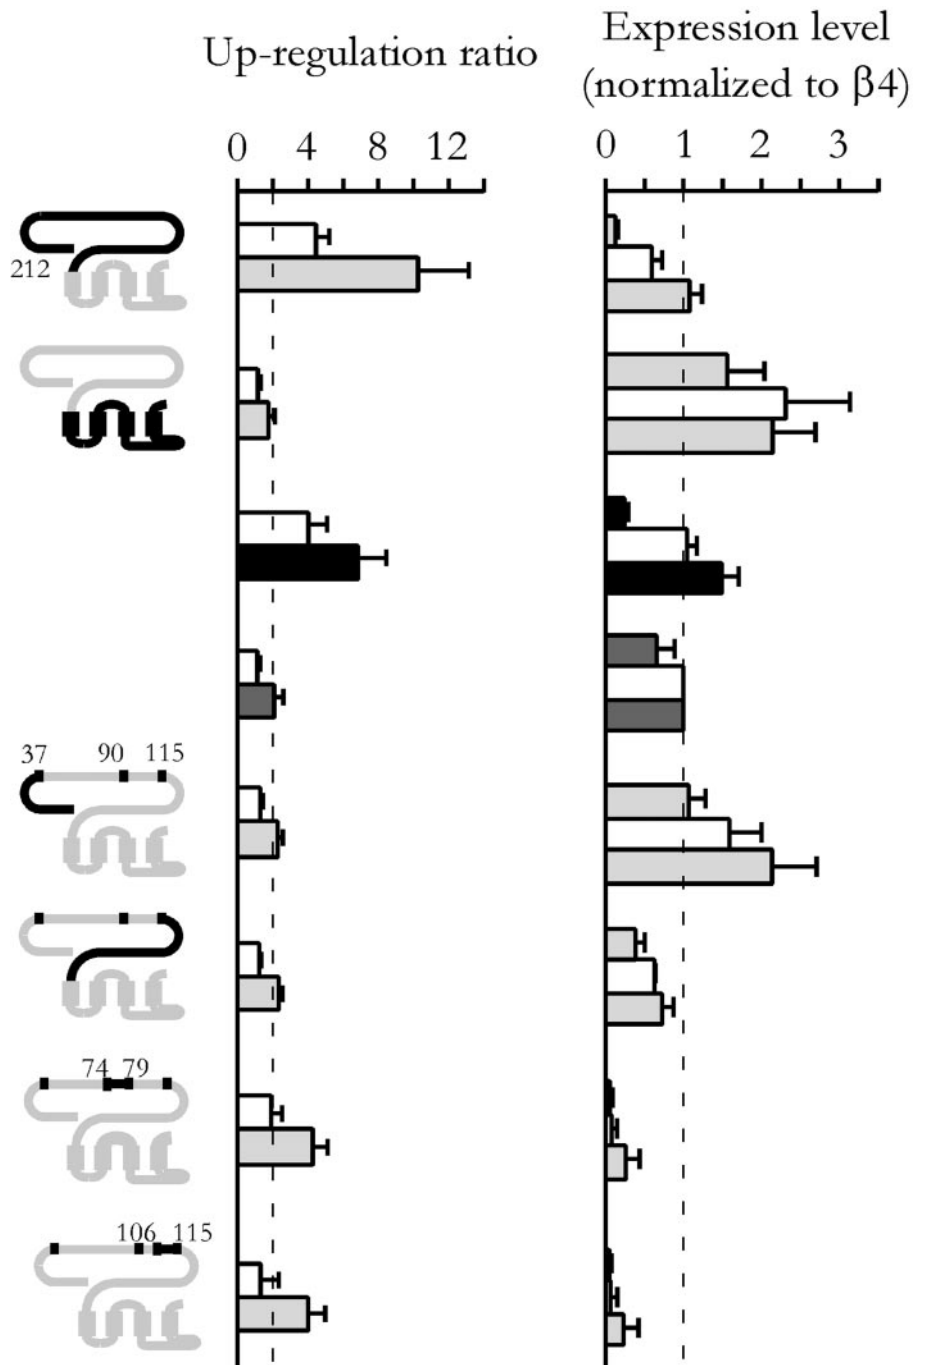 Up-regulation ratio
Expression level
(normalized to β4)
0 4 8 12
0 1 2 3
212
37 90 115
74 79
106 115